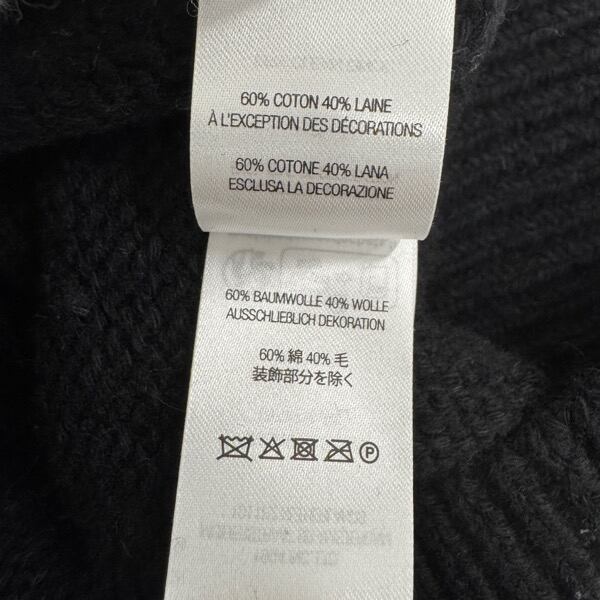 60% COTON 40% LAINE
À L'EXCEPTION DES DÉCORATIONS
60% COTONE 40% LANA
ESCLUSA LA DECORAZIONE
60% BAUMWOLLE 40% WOLLE
AUSSCHLIEBLICH DEKORATION
60% 綿 40% 毛
装飾部分を除く
P